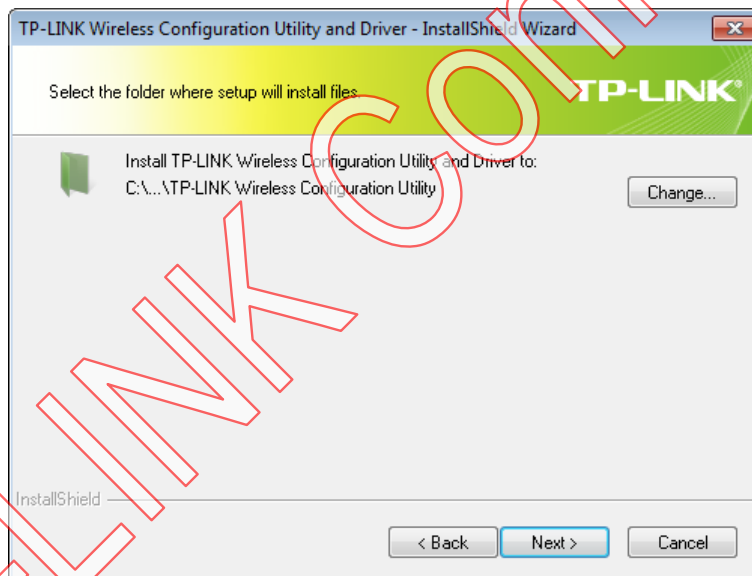 TP-LINK Wireless Configuration Utility and Driver - InstallShield Wizard
Select the folder where setup will install files.
TP-LINK®
Install TP-LINK Wireless Configuration Utility and Driver to:
C:\...\TP-LINK Wireless Configuration Utility
Change...
InstallShield
< Back
Next >
Cancel
LINK Com